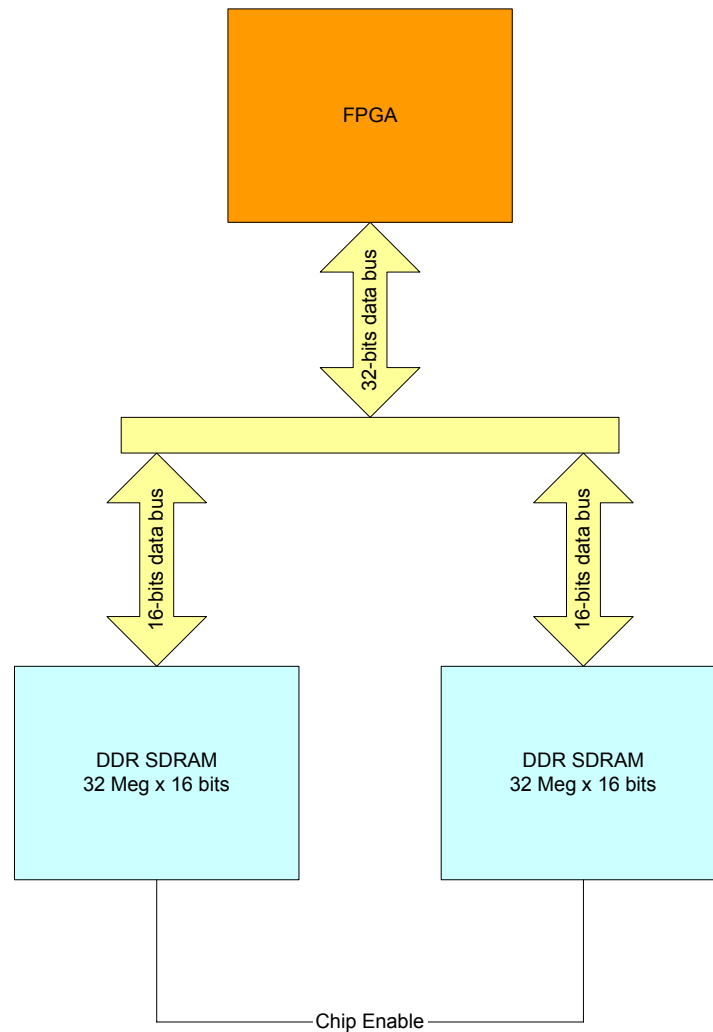 FPGA
32-bits data bus
16-bits data bus
16-bits data bus
DDR SDRAM
32 Meg x 16 bits
DDR SDRAM
32 Meg x 16 bits
Chip Enable